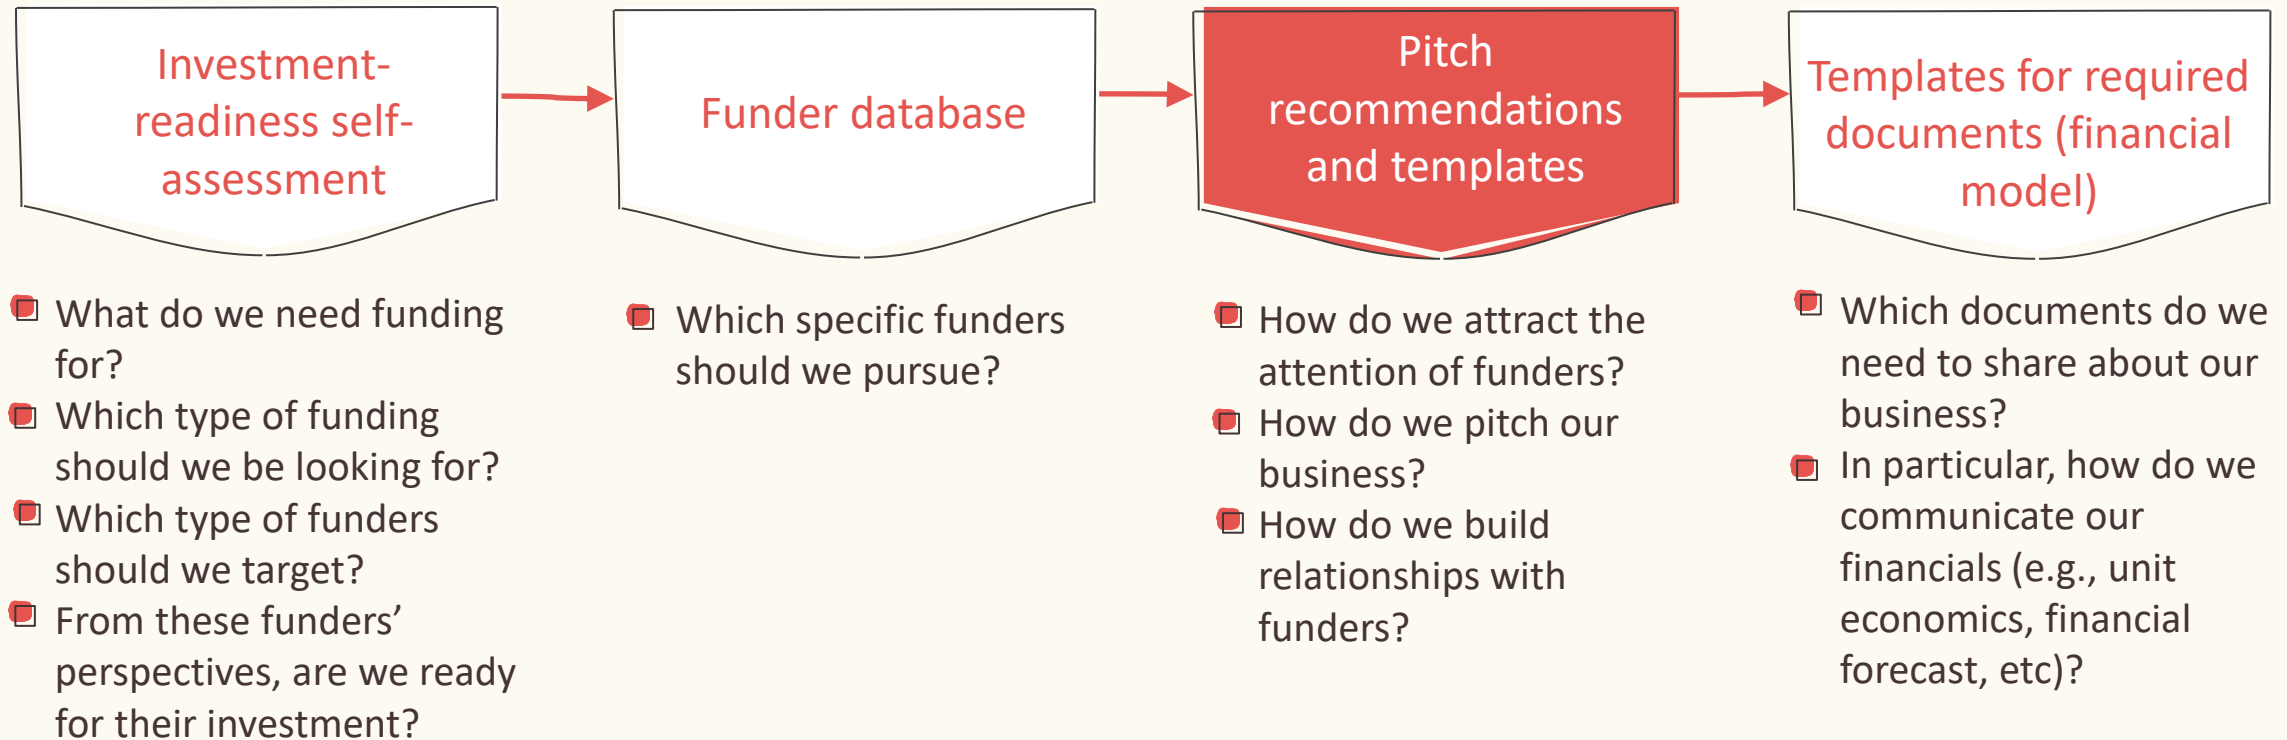 Investment-
readiness self-
assessment
Funder database
Pitch
recommendations
and templates
Templates for required
documents (financial
model)
What do we need funding
for?
Which type of funding
should we be looking for?
Which type of funders
should we target?
From these funders’
perspectives, are we ready
for their investment?
Which specific funders
should we pursue?
How do we attract the
attention of funders?
How do we pitch our
business?
How do we build
relationships with
funders?
Which documents do we
need to share about our
business?
In particular, how do we
communicate our
financials (e.g., unit
economics, financial
forecast, etc)?